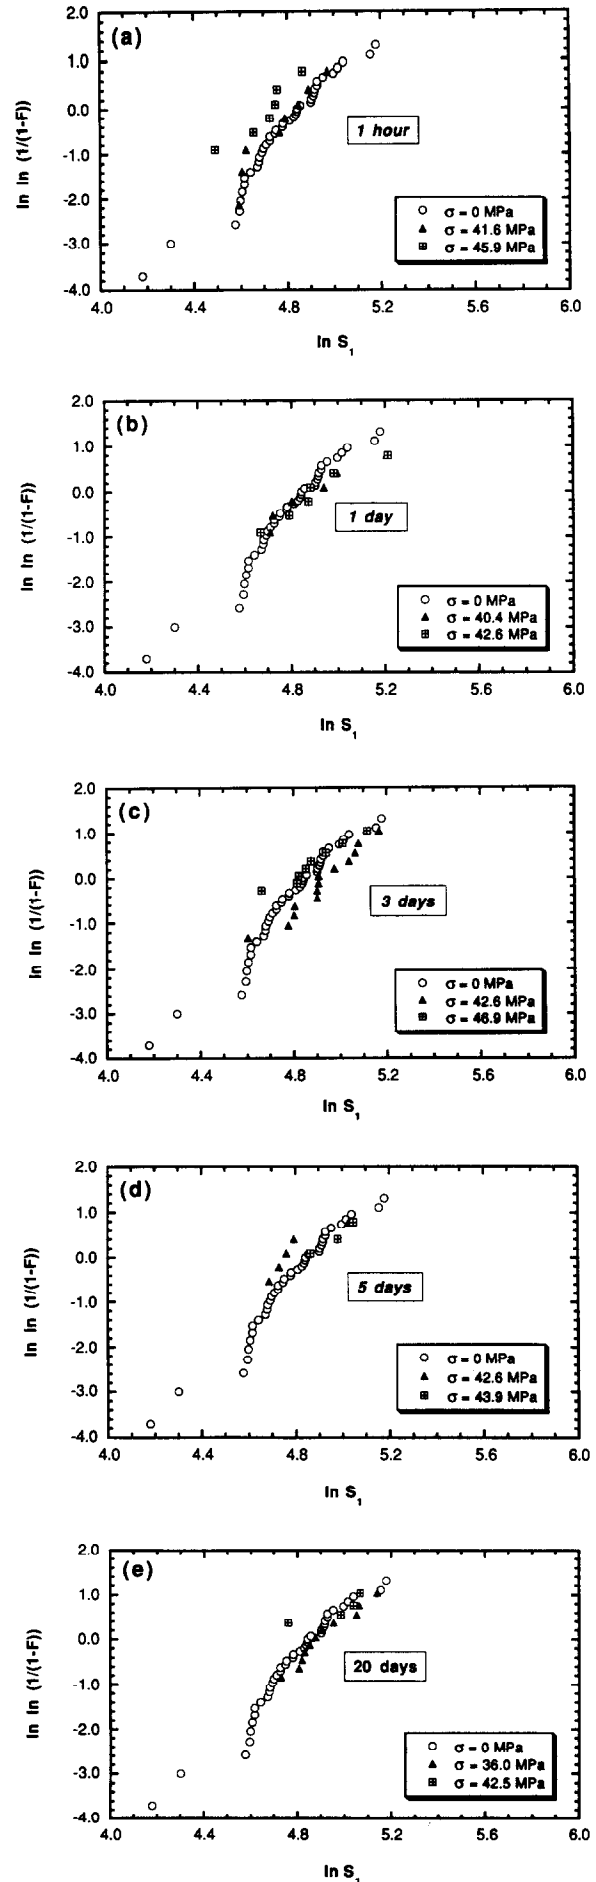 (a)
ln ln (1/(1-F))
2.0
1.0
0.0
-1.0
-2.0
-3.0
-4.0
1 hour
σ = 0 MPa
σ = 41.6 MPa
σ = 45.9 MPa
4.0 4.4 4.8 5.2 5.6 6.0
ln S1
(b)
ln ln (1/(1-F))
2.0
1.0
0.0
-1.0
-2.0
-3.0
-4.0
1 day
σ = 0 MPa
σ = 40.4 MPa
σ = 42.6 MPa
4.0 4.4 4.8 5.2 5.6 6.0
ln S1
(c)
ln ln (1/(1-F))
2.0
1.0
0.0
-1.0
-2.0
-3.0
-4.0
3 days
σ = 0 MPa
σ = 42.6 MPa
σ = 46.9 MPa
4.0 4.4 4.8 5.2 5.6 6.0
ln S1
(d)
ln ln (1/(1-F))
2.0
1.0
0.0
-1.0
-2.0
-3.0
-4.0
5 days
σ = 0 MPa
σ = 42.6 MPa
σ = 43.9 MPa
4.0 4.4 4.8 5.2 5.6 6.0
ln S1
(e)
ln ln (1/(1-F))
2.0
1.0
0.0
-1.0
-2.0
-3.0
-4.0
20 days
σ = 0 MPa
σ = 36.0 MPa
σ = 42.5 MPa
4.0 4.4 4.8 5.2 5.6 6.0
ln S1